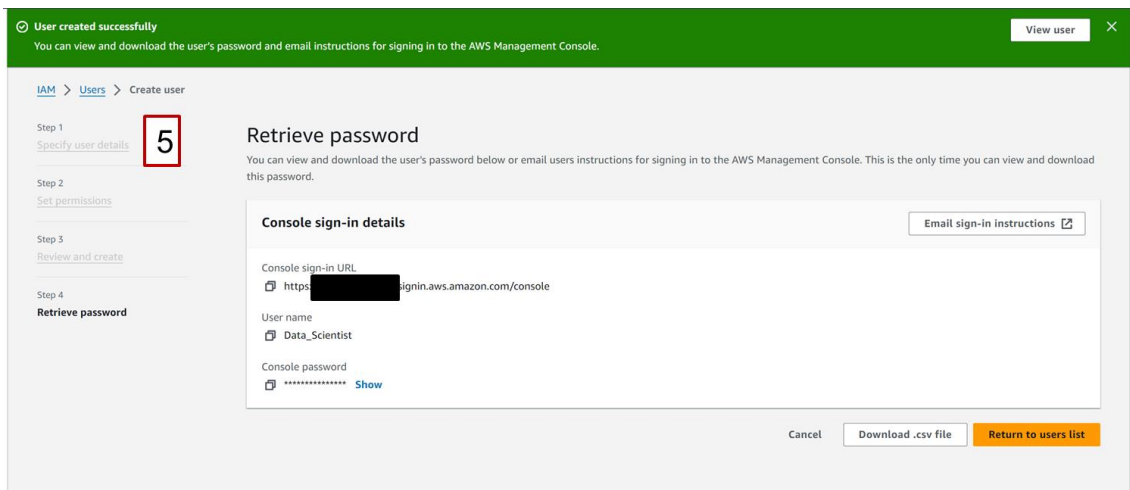 User created successfully
View user
You can view and download the user's password and email instructions for signing in to the AWS Management Console.
IAM > Users > Create user
Step 1
Specify user details
5
Step 2
Set permissions
Step 3
Review and create
Step 4
Retrieve password
Retrieve password
You can view and download the user's password below or email users instructions for signing in to the AWS Management Console. This is the only time you can view and download
this password.
Console sign-in details
Email sign-in instructions
Console sign-in URL
https: signin.aws.amazon.com/console
User name
Data_Scientist
Console password
*************** Show
Cancel
Download .csv file
Return to users list